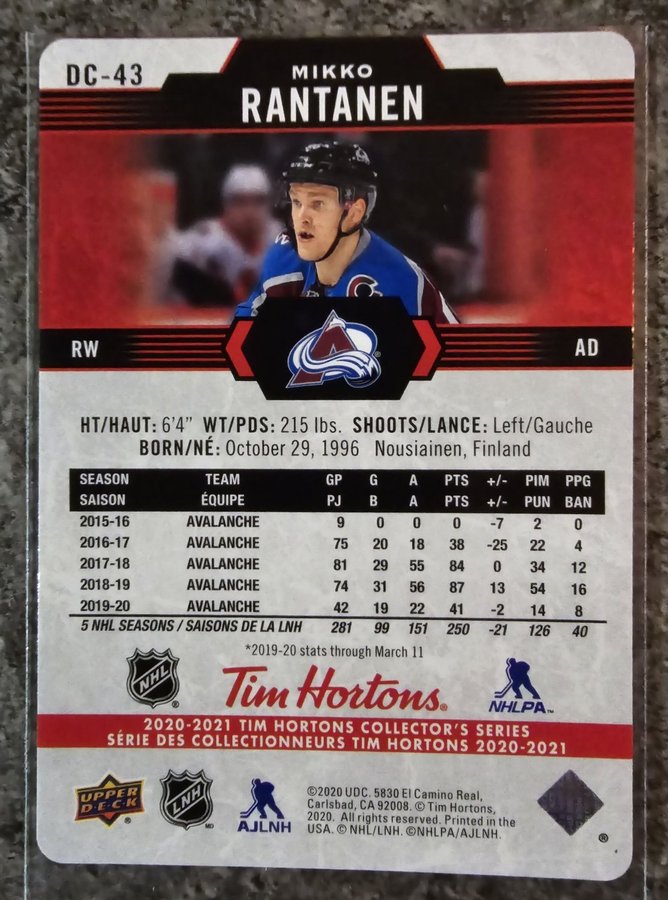 DC-43
MIKKO
RANTANEN
RW
AD
HT/HAUT: 6'4" WT/PDS: 215 lbs. SHOOTS/LANCE: Left/Gauche
BORN/NÉ: October 29, 1996 Nousiainen, Finland
SEASON TEAM GP G A PTS +/- PIM PPG
SAISON ÉQUIPE PJ B A PTS +/- PUN BAN
2015-16 AVALANCHE 9 0 0 0 -7 2 0
2016-17 AVALANCHE 75 20 18 38 -25 22 4
2017-18 AVALANCHE 81 29 55 84 0 34 12
2018-19 AVALANCHE 74 31 56 87 13 54 16
2019-20 AVALANCHE 42 19 22 41 -2 14 8
5 NHL SEASONS / SAISONS DE LA LNH 281 99 151 250 -21 126 40
*2019-20 stats through March 11
NHL
Tim Hortons®
NHLPA™
2020-2021 TIM HORTONS COLLECTOR'S SERIES
SÉRIE DES COLLECTIONNEURS TIM HORTONS 2020-2021
UPPER DECK
LNH
MD
AJLNH
©2020 UDC. 5830 El Camino Real,
Carlsbad, CA 92008. © Tim Hortons,
2020. All rights reserved. Printed in the
USA. © NHL/LNH. ©NHLPA/AJLNH.
®